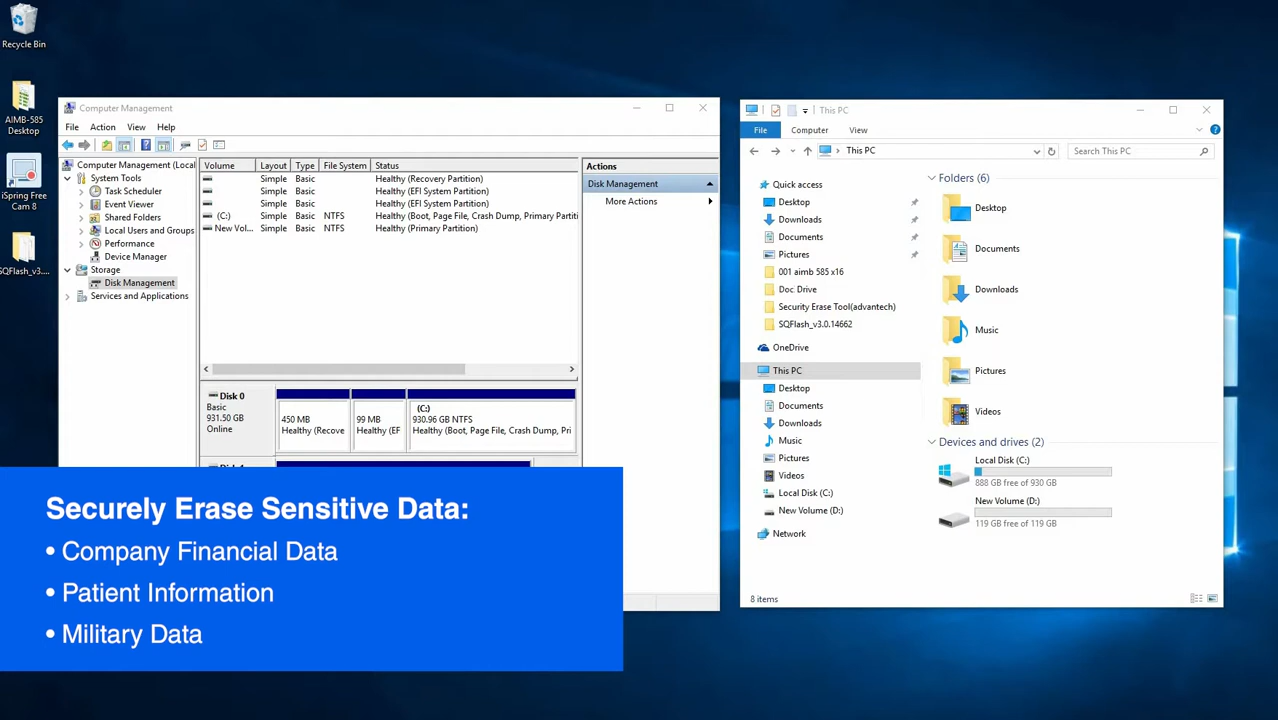 Recycle Bin
AIMB-585
Desktop
iSpring Free
Cam 8
SQFlash_v3....
Computer Management
File Action View Help
Computer Management (Local
System Tools
Task Scheduler
Event Viewer
Shared Folders
Local Users and Groups
Performance
Device Manager
Storage
Disk Management
Services and Applications
Volume Layout Type File System Status
Simple Basic Healthy (Recovery Partition)
Simple Basic Healthy (EFI System Partition)
Simple Basic Healthy (EFI System Partition)
(C:) Simple Basic NTFS Healthy (Boot, Page File, Crash Dump, Primary Partiti
New Vol... Simple Basic NTFS Healthy (Primary Partition)
Disk 0
Basic
931.50 GB
Online
450 MB
Healthy (Recove
99 MB
Healthy (EF
(C:)
930.96 GB NTFS
Healthy (Boot, Page File, Crash Dump, Pri
Actions
Disk Management
More Actions
This PC
File Computer View
This PC
Search This PC
Quick access
Desktop
Downloads
Documents
Pictures
001 aimb 585 x16
Doc Drive
Security Erase Tool(advantech)
SQFlash_v3.0.14662
OneDrive
This PC
Desktop
Documents
Downloads
Music
Pictures
Videos
Local Disk (C:)
New Volume (D:)
Network
Folders (6)
Desktop
Documents
Downloads
Music
Pictures
Videos
Devices and drives (2)
Local Disk (C:)
888 GB free of 930 GB
New Volume (D:)
119 GB free of 119 GB
8 items
Securely Erase Sensitive Data:
• Company Financial Data
• Patient Information
• Military Data